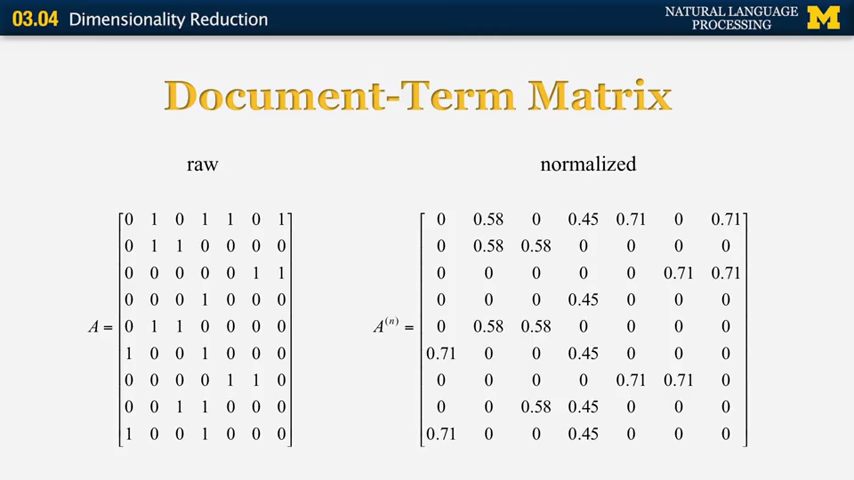 03.04 Dimensionality Reduction
NATURAL LANGUAGE
PROCESSING
M
Document-Term Matrix
raw
normalized
A =
0 1 0 1 1 0 1
0 1 1 0 0 0 0
0 0 0 0 0 1 1
0 0 0 1 0 0 0
0 1 1 0 0 0 0
1 0 0 1 0 0 0
0 0 0 0 1 1 0
0 0 1 1 0 0 0
1 0 0 1 0 0 0
A(n) =
0 0.58 0 0.45 0.71 0 0.71
0 0.58 0.58 0 0 0 0
0 0 0 0 0 0.71 0.71
0 0 0 0.45 0 0 0
0 0.58 0.58 0 0 0 0
0.71 0 0 0.45 0 0 0
0 0 0 0 0.71 0.71 0
0 0 0.58 0.45 0 0 0
0.71 0 0 0.45 0 0 0